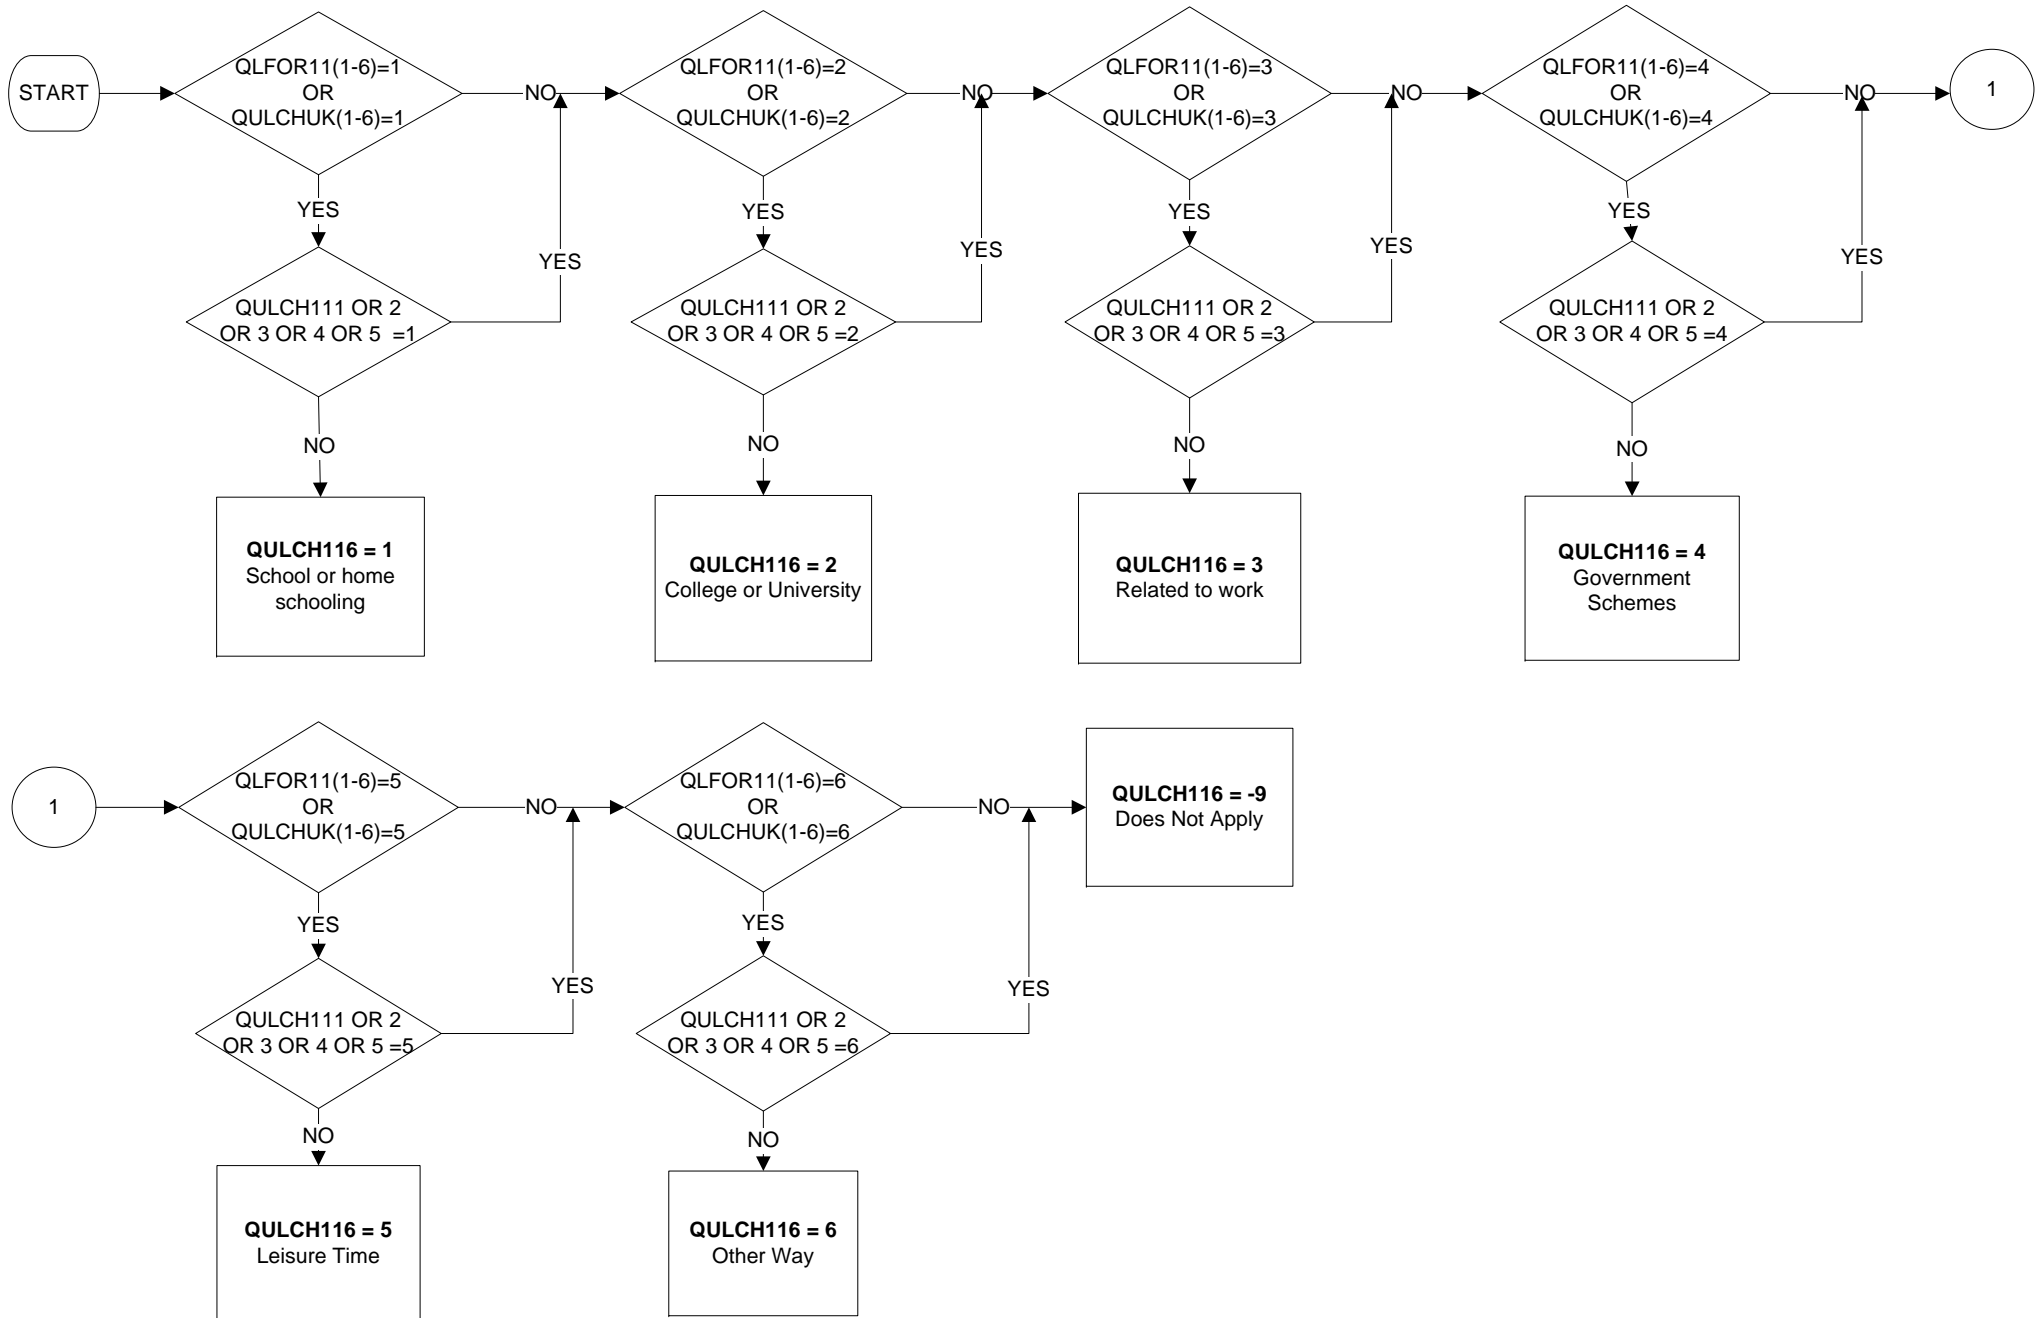 START
QLFOR11(1-6)=1
OR
QULCHUK(1-6)=1
NO
QLFOR11(1-6)=2
OR
QULCHUK(1-6)=2
NO
QLFOR11(1-6)=3
OR
QULCHUK(1-6)=3
NO
QLFOR11(1-6)=4
OR
QULCHUK(1-6)=4
NO
1
YES
YES
YES
YES
YES
YES
YES
YES
QULCH111 OR 2
OR 3 OR 4 OR 5 =1
QULCH111 OR 2
OR 3 OR 4 OR 5 =2
QULCH111 OR 2
OR 3 OR 4 OR 5 =3
QULCH111 OR 2
OR 3 OR 4 OR 5 =4
NO
NO
NO
NO
QULCH116 = 1
School or home
schooling
QULCH116 = 2
College or University
QULCH116 = 3
Related to work
QULCH116 = 4
Government
Schemes
1
QLFOR11(1-6)=5
OR
QULCHUK(1-6)=5
NO
QLFOR11(1-6)=6
OR
QULCHUK(1-6)=6
NO
QULCH116 = -9
Does Not Apply
YES
YES
YES
YES
QULCH111 OR 2
OR 3 OR 4 OR 5 =5
QULCH111 OR 2
OR 3 OR 4 OR 5 =6
NO
NO
QULCH116 = 5
Leisure Time
QULCH116 = 6
Other Way